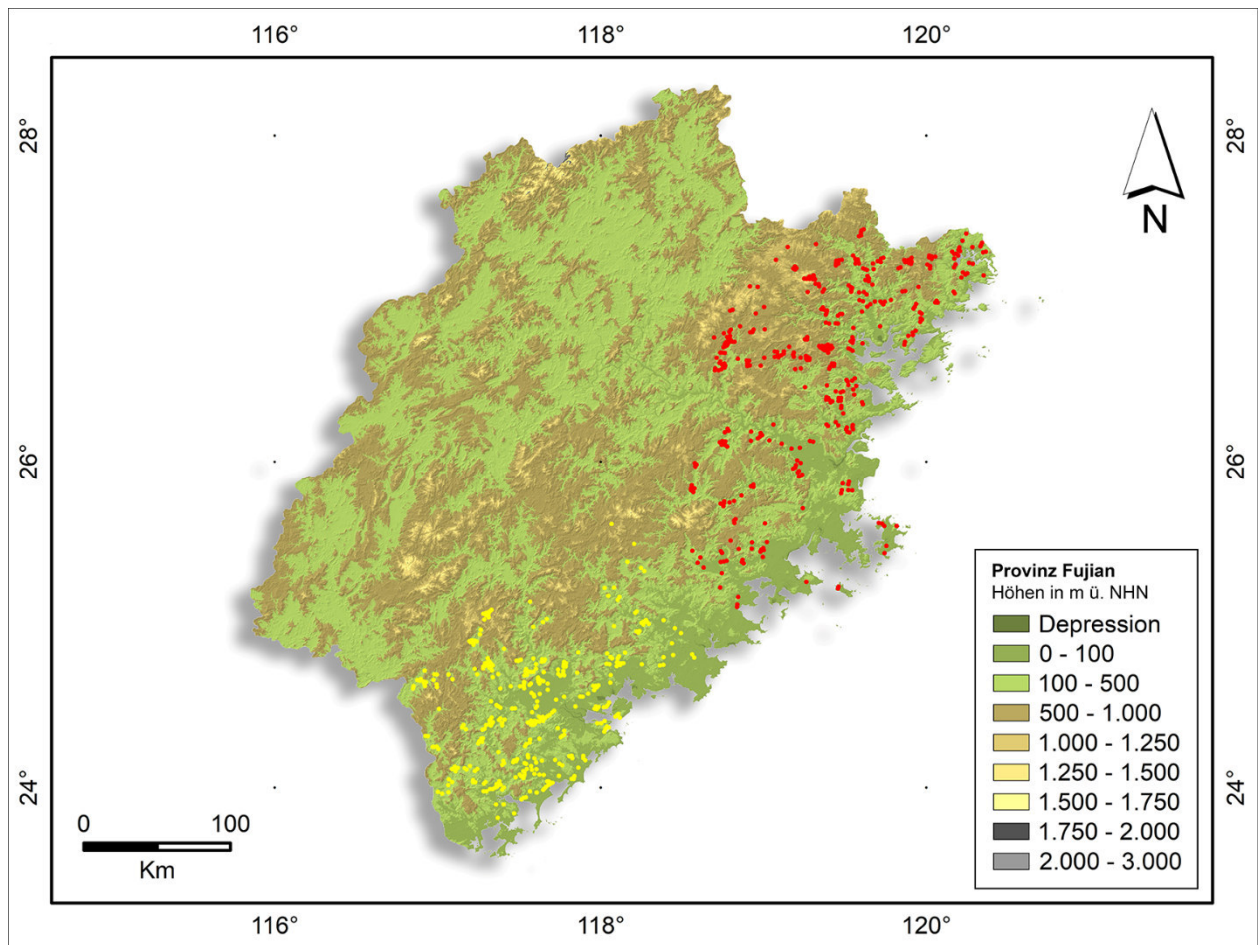 116°
118°
120°
28°
28°
N
26°
26°
Provinz Fujian
Höhen in m ü. NHN
Depression
0 - 100
100 - 500
500 - 1.000
1.000 - 1.250
1.250 - 1.500
1.500 - 1.750
1.750 - 2.000
2.000 - 3.000
24°
24°
0 100
Km
116°
118°
120°